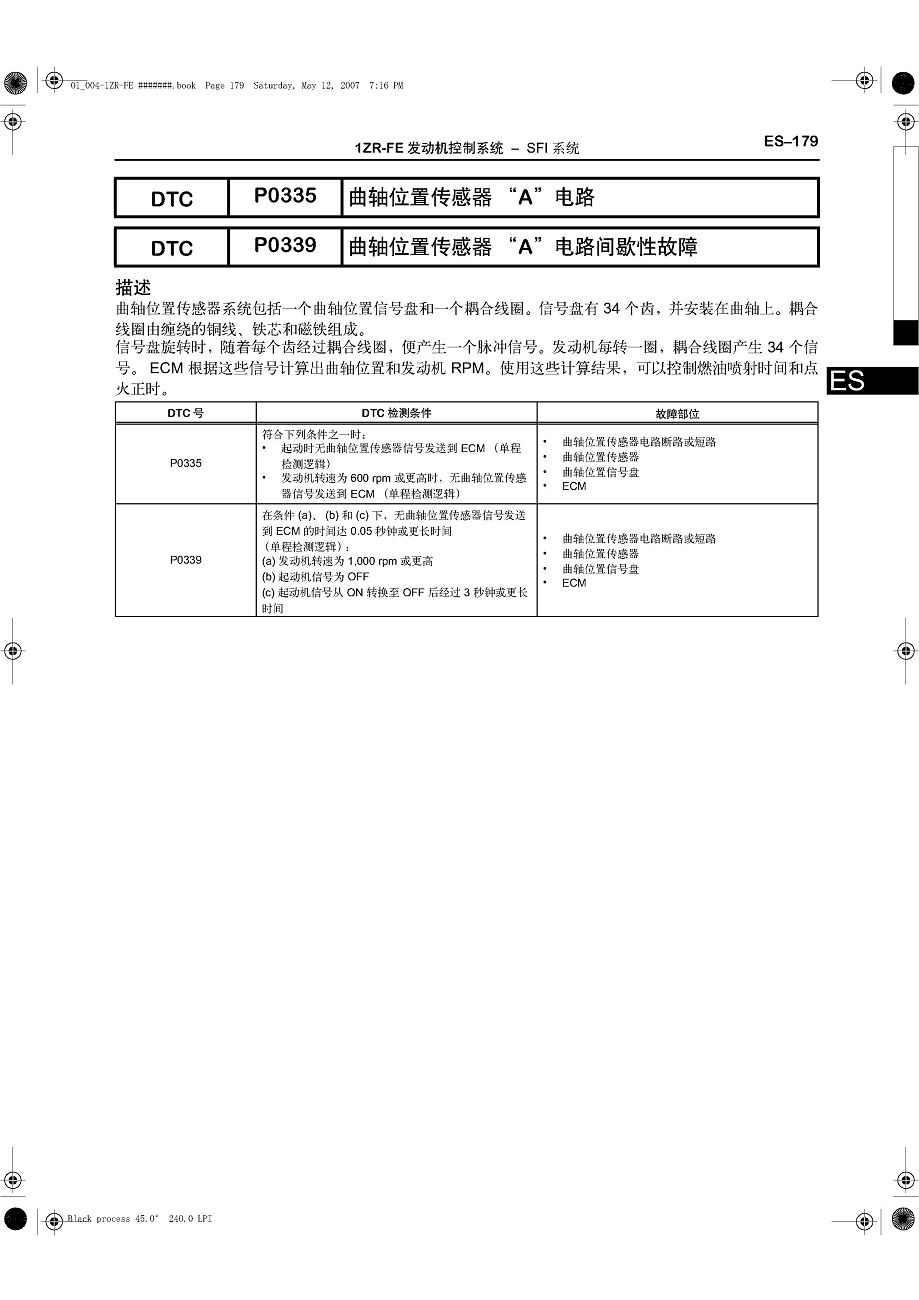 01_004-1ZR-FE #######.book Page 179 Saturday, May 12, 2007 7:16 PM
ES–179
1ZR-FE 发动机控制系统 – SFI 系统
DTC P0335 曲轴位置传感器 “A” 电路
DTC P0339 曲轴位置传感器 “A” 电路间歇性故障
描述
曲轴位置传感器系统包括一个曲轴位置信号盘和一个耦合线圈。信号盘有 34 个齿，并安装在曲轴上。耦合
线圈由缠绕的铜线、铁芯和磁铁组成。
信号盘旋转时，随着每个齿经过耦合线圈，便产生一个脉冲信号。发动机每转一圈，耦合线圈产生 34 个信
号。 ECM 根据这些信号计算出曲轴位置和发动机 RPM。使用这些计算结果，可以控制燃油喷射时间和点
火正时。
ES
DTC 号 DTC 检测条件 故障部位
P0335
符合下列条件之一时：
• 起动时无曲轴位置传感器信号发送到 ECM （单程
检测逻辑）
• 发动机转速为 600 rpm 或更高时，无曲轴位置传感
器信号发送到 ECM （单程检测逻辑）
• 曲轴位置传感器电路断路或短路
• 曲轴位置传感器
• 曲轴位置信号盘
• ECM
P0339
在条件 (a)、 (b) 和 (c) 下，无曲轴位置传感器信号发送
到 ECM 的时间达 0.05 秒钟或更长时间
（单程检测逻辑）：
(a) 发动机转速为 1,000 rpm 或更高
(b) 起动机信号为 OFF
(c) 起动机信号从 ON 转换至 OFF 后经过 3 秒钟或更长
时间
• 曲轴位置传感器电路断路或短路
• 曲轴位置传感器
• 曲轴位置信号盘
• ECM
Black process 45.0° 240.0 LPI